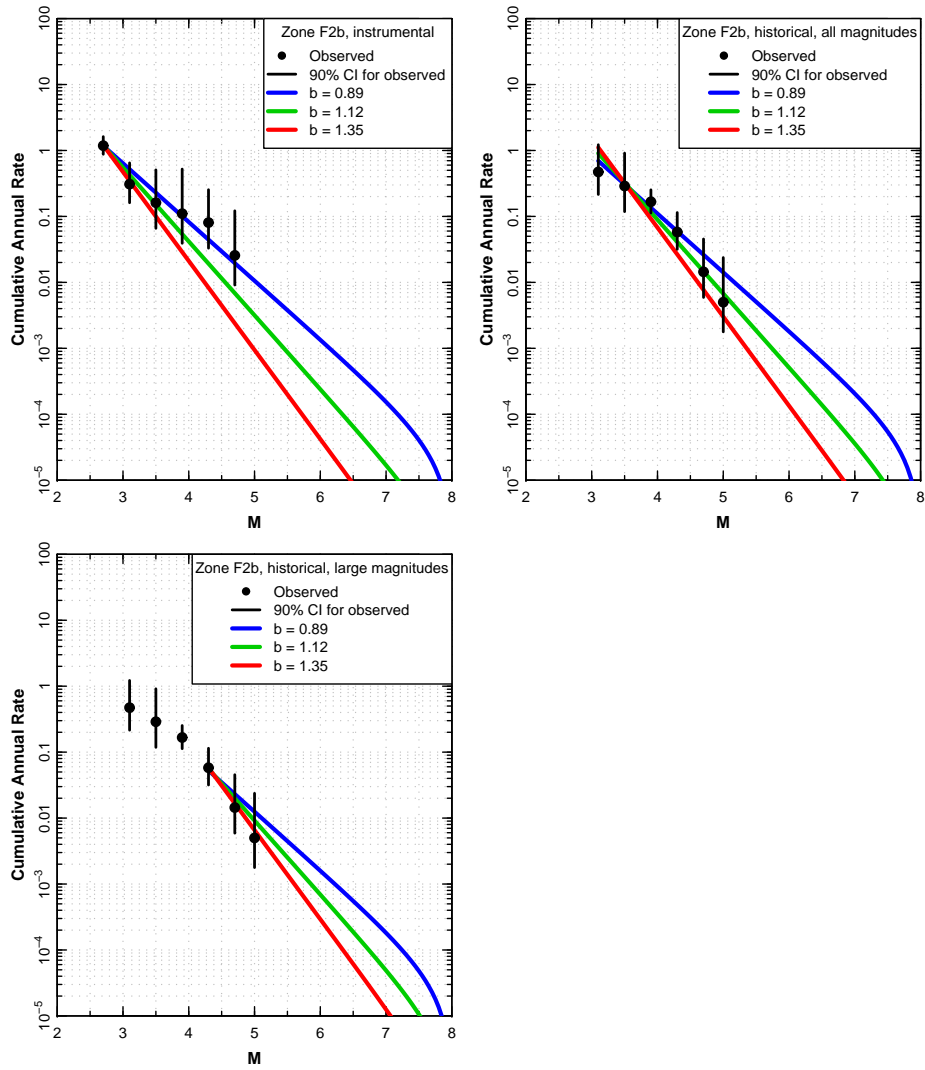 Zone F2b, instrumental
Observed
90% CI for observed
b = 0.89
b = 1.12
b = 1.35
Cumulative Annual Rate
100
10
1
0.1
0.01
10⁻³
10⁻⁴
10⁻⁵
2 3 4 5 6 7 8
M
Zone F2b, historical, all magnitudes
Observed
90% CI for observed
b = 0.89
b = 1.12
b = 1.35
Cumulative Annual Rate
100
10
1
0.1
0.01
10⁻³
10⁻⁴
10⁻⁵
2 3 4 5 6 7 8
M
Zone F2b, historical, large magnitudes
Observed
90% CI for observed
b = 0.89
b = 1.12
b = 1.35
Cumulative Annual Rate
100
10
1
0.1
0.01
10⁻³
10⁻⁴
10⁻⁵
2 3 4 5 6 7 8
M